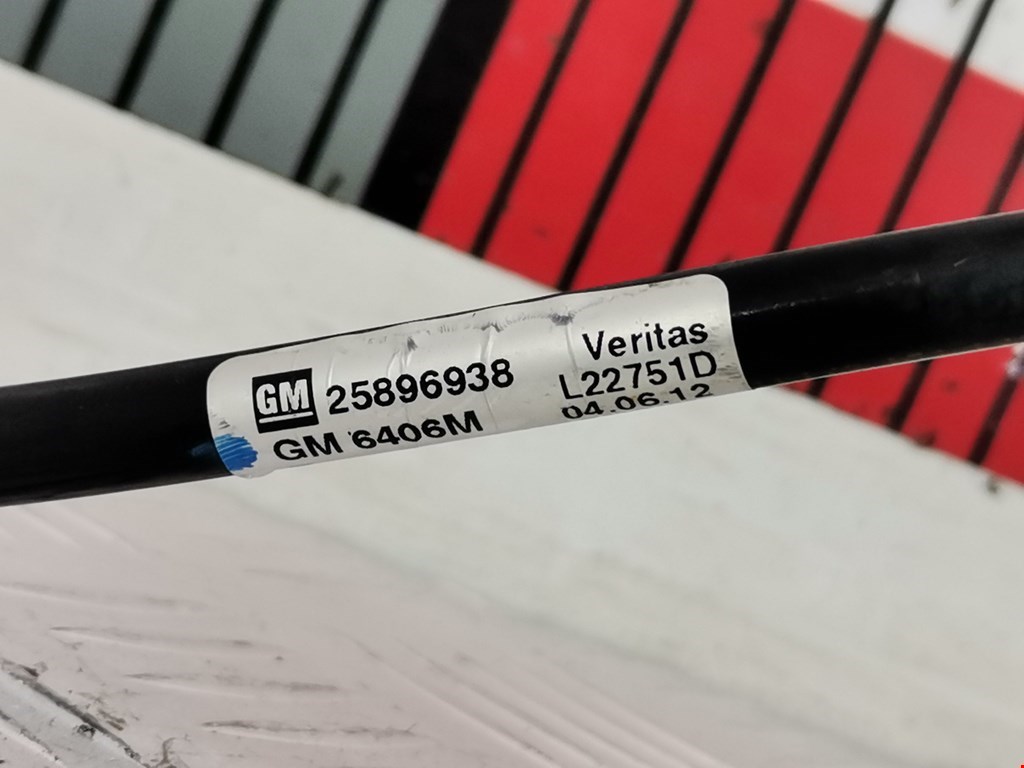 GM 25896938
GM 6406M
Veritas
L22751D
04.06.12